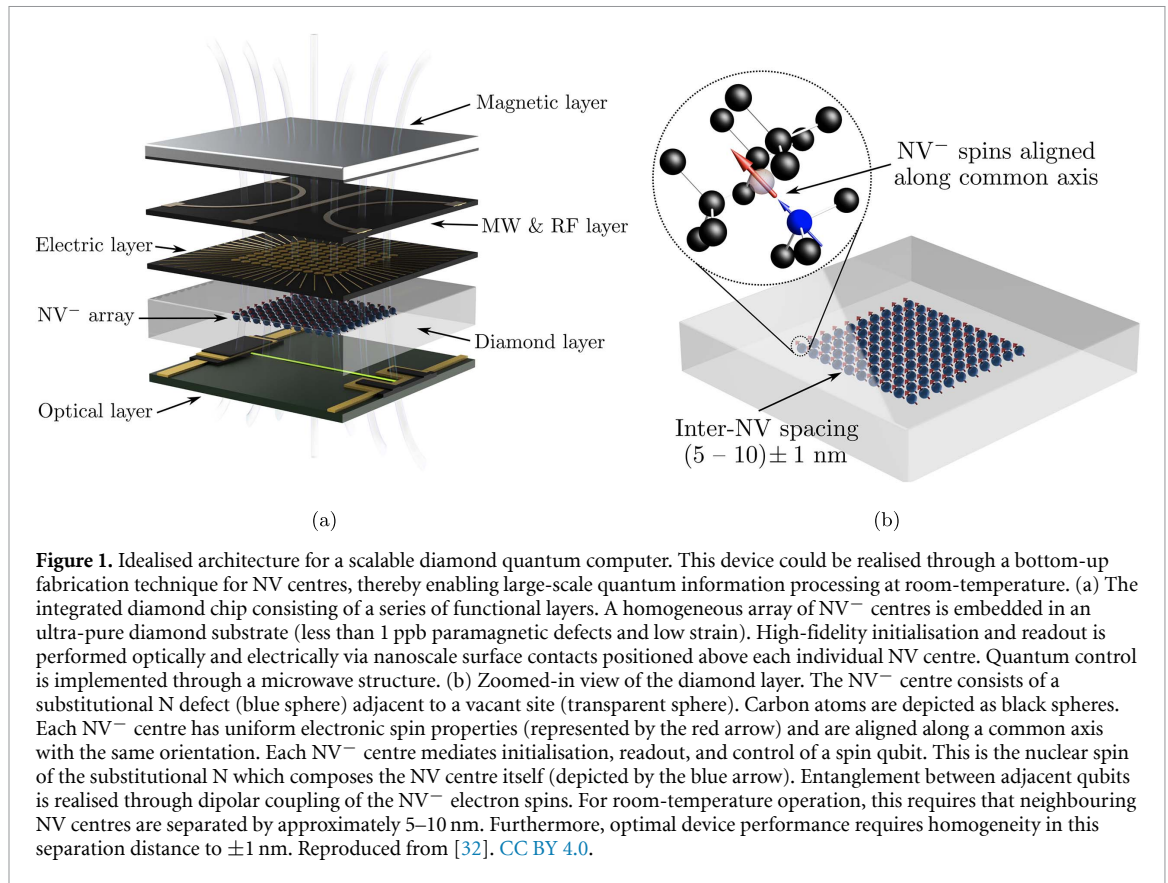 Magnetic layer
MW & RF layer
Electric layer
NV⁻ array
Diamond layer
Optical layer
(a)
NV⁻ spins aligned
along common axis
Inter-NV spacing
(5 – 10) ± 1 nm
(b)
Figure 1. Idealised architecture for a scalable diamond quantum computer. This device could be realised through a bottom-up
fabrication technique for NV centres, thereby enabling large-scale quantum information processing at room-temperature. (a) The
integrated diamond chip consisting of a series of functional layers. A homogeneous array of NV⁻ centres is embedded in an
ultra-pure diamond substrate (less than 1 ppb paramagnetic defects and low strain). High-fidelity initialisation and readout is
performed optically and electrically via nanoscale surface contacts positioned above each individual NV centre. Quantum control
is implemented through a microwave structure. (b) Zoomed-in view of the diamond layer. The NV⁻ centre consists of a
substitutional N defect (blue sphere) adjacent to a vacant site (transparent sphere). Carbon atoms are depicted as black spheres.
Each NV⁻ centre has uniform electronic spin properties (represented by the red arrow) and are aligned along a common axis
with the same orientation. Each NV⁻ centre mediates initialisation, readout, and control of a spin qubit. This is the nuclear spin
of the substitutional N which composes the NV centre itself (depicted by the blue arrow). Entanglement between adjacent qubits
is realised through dipolar coupling of the NV⁻ electron spins. For room-temperature operation, this requires that neighbouring
NV centres are separated by approximately 5–10 nm. Furthermore, optimal device performance requires homogeneity in this
separation distance to ±1 nm. Reproduced from [32]. CC BY 4.0.